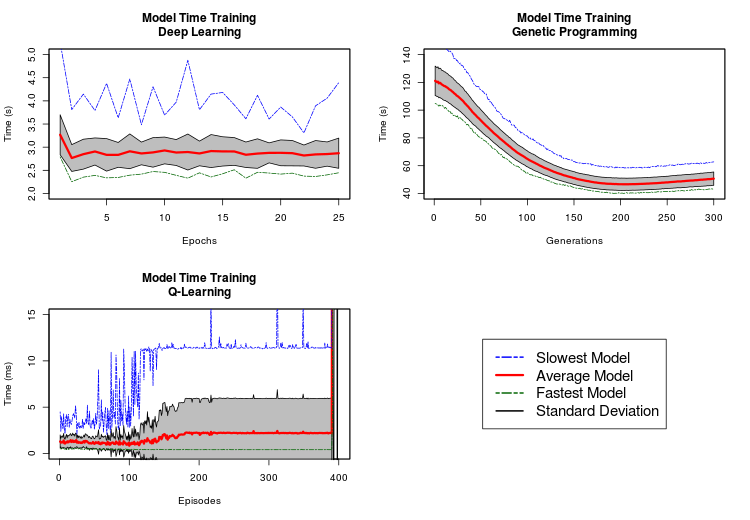 Model Time Training
Deep Learning
Time (s)
2.0 2.5 3.0 3.5 4.0 4.5 5.0
5 10 15 20 25
Epochs
Model Time Training
Genetic Programming
Time (s)
40 60 80 100 120 140
0 50 100 150 200 250 300
Generations
Model Time Training
Q-Learning
Time (ms)
0 5 10 15
0 100 200 300 400
Episodes
Slowest Model
Average Model
Fastest Model
Standard Deviation